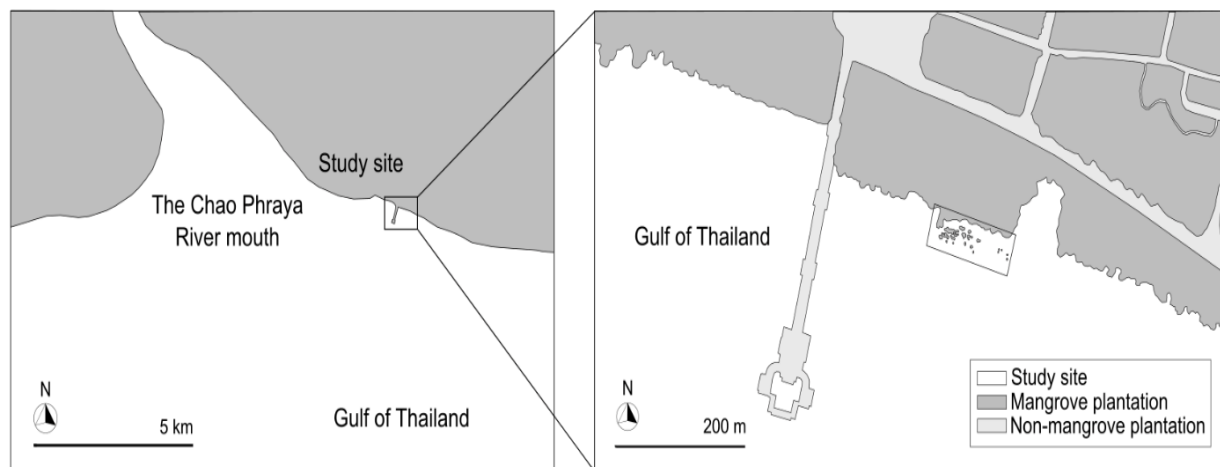 Study site
The Chao Phraya
River mouth
N
5 km
Gulf of Thailand
Gulf of Thailand
N
200 m
Study site
Mangrove plantation
Non-mangrove plantation